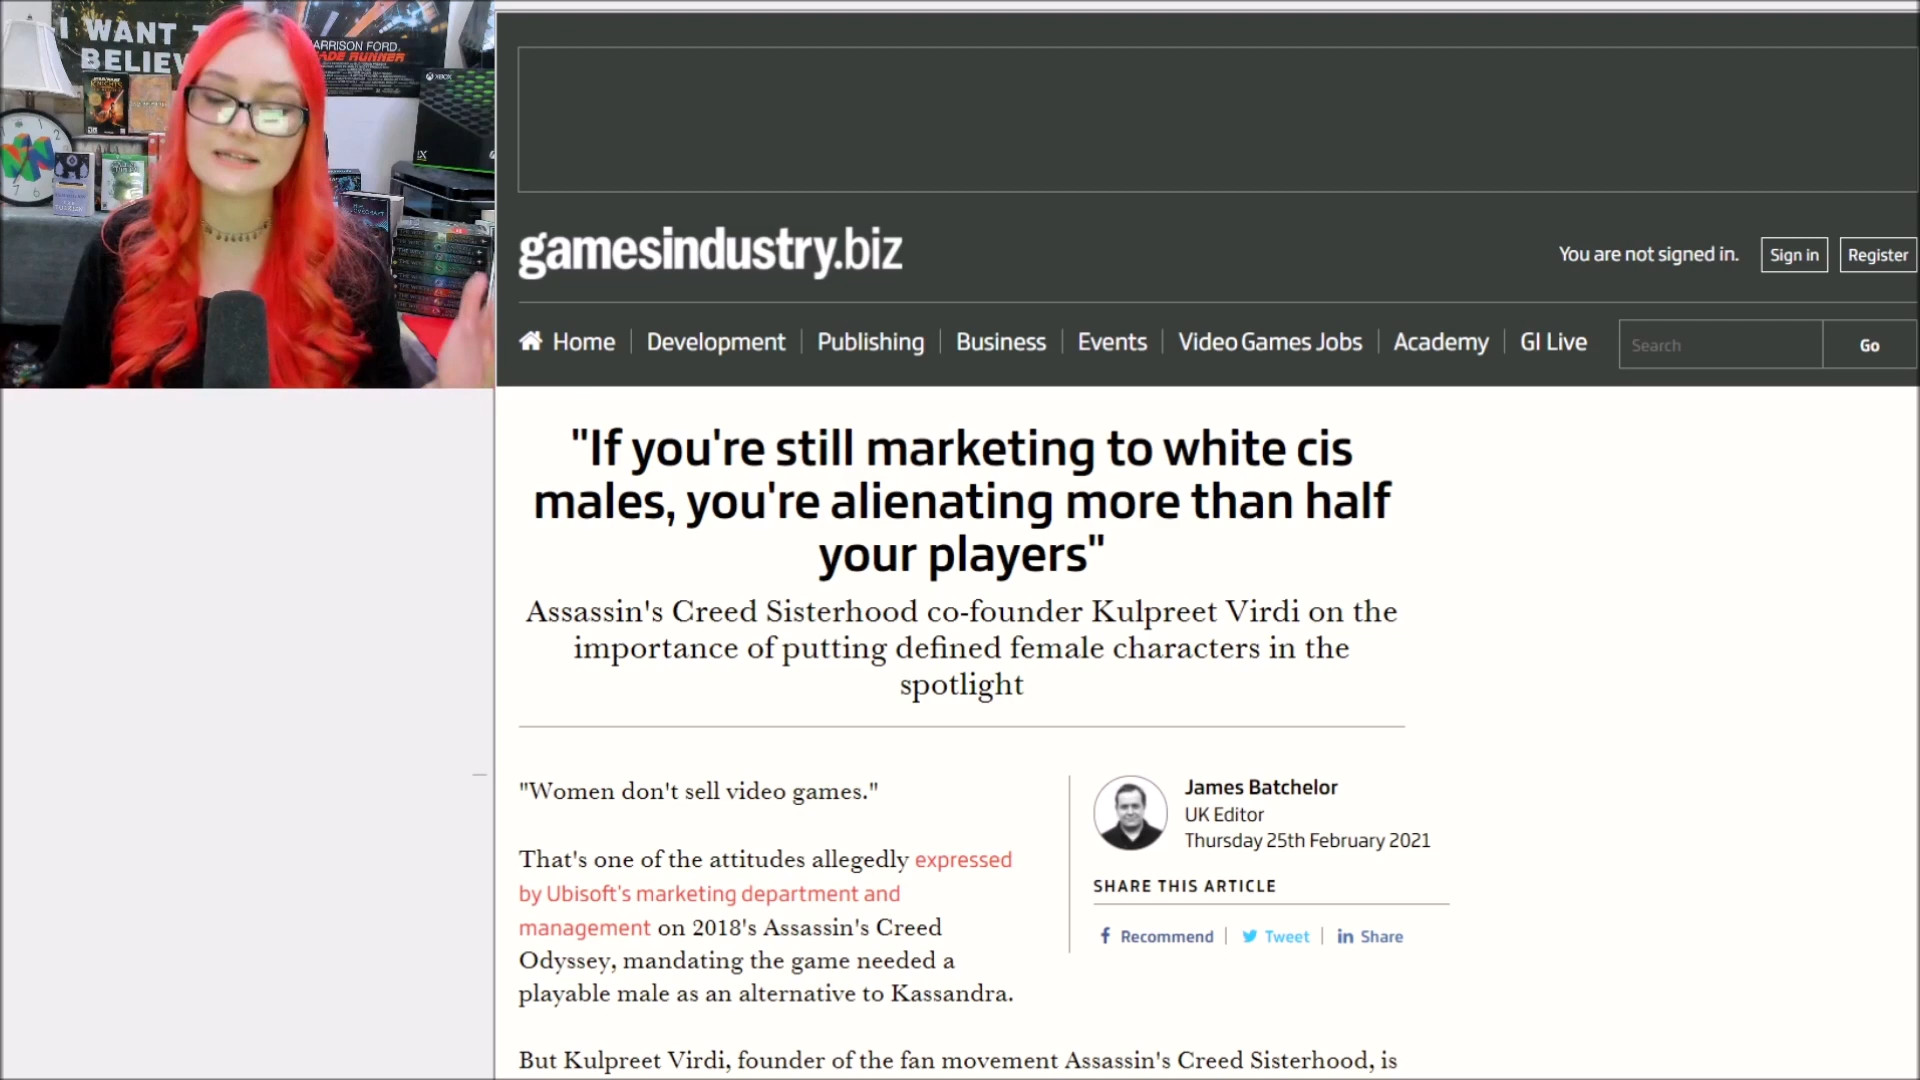 I WANT T
BELIEV
ARRISON FORD.
ADE RUNNER
XBOX
gamesindustry.biz
You are not signed in.
Sign in
Register
Home
Development
Publishing
Business
Events
Video Games Jobs
Academy
GI Live
Search
Go
"If you're still marketing to white cis
males, you're alienating more than half
your players"
Assassin's Creed Sisterhood co-founder Kulpreet Virdi on the
importance of putting defined female characters in the
spotlight
"Women don't sell video games."
That's one of the attitudes allegedly expressed
by Ubisoft's marketing department and
management on 2018's Assassin's Creed
Odyssey, mandating the game needed a
playable male as an alternative to Kassandra.
But Kulpreet Virdi, founder of the fan movement Assassin's Creed Sisterhood, is
James Batchelor
UK Editor
Thursday 25th February 2021
SHARE THIS ARTICLE
Recommend
Tweet
Share